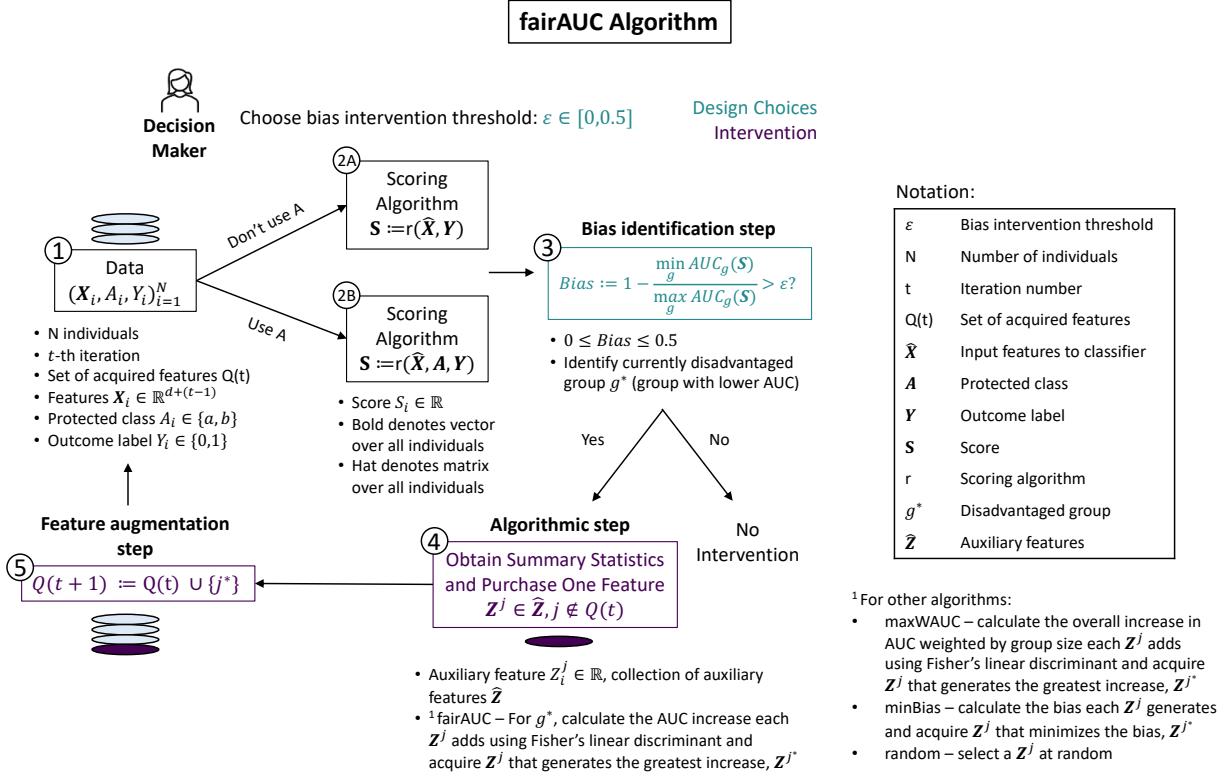 fairAUC Algorithm
Decision
Maker
Choose bias intervention threshold: ε ∈ [0,0.5]
Design Choices
Intervention
1
Data
(X_i, A_i, Y_i)_{i=1}^N
• N individuals
• t-th iteration
• Set of acquired features Q(t)
• Features X_i ∈ ℝ^{d+(t−1)}
• Protected class A_i ∈ {a, b}
• Outcome label Y_i ∈ {0,1}
Don't use A
Use A
2A
Scoring
Algorithm
S ≔r(X̂, Y)
2B
Scoring
Algorithm
S ≔r(X̂, A, Y)
• Score S_i ∈ ℝ
• Bold denotes vector
over all individuals
• Hat denotes matrix
over all individuals
Bias identification step
3
Bias ≔ 1 − min_g AUC_g(S) / max_g AUC_g(S) > ε?
• 0 ≤ Bias ≤ 0.5
• Identify currently disadvantaged
group g* (group with lower AUC)
Yes
No
No
Intervention
Algorithmic step
4
Obtain Summary Statistics
and Purchase One Feature
Z^j ∈ Ẑ, j ∉ Q(t)
• Auxiliary feature Z_i^j ∈ ℝ, collection of auxiliary
features Ẑ
• ¹ fairAUC – For g*, calculate the AUC increase each
Z^j adds using Fisher's linear discriminant and
acquire Z^j that generates the greatest increase, Z^{j*}
Feature augmentation
step
5
Q(t + 1) ≔ Q(t) ∪ {j*}
Notation:
ε Bias intervention threshold
N Number of individuals
t Iteration number
Q(t) Set of acquired features
X̂ Input features to classifier
A Protected class
Y Outcome label
S Score
r Scoring algorithm
g* Disadvantaged group
Ẑ Auxiliary features
¹ For other algorithms:
• maxWAUC – calculate the overall increase in
AUC weighted by group size each Z^j adds
using Fisher's linear discriminant and acquire
Z^j that generates the greatest increase, Z^{j*}
• minBias – calculate the bias each Z^j generates
and acquire Z^j that minimizes the bias, Z^{j*}
• random – select a Z^j at random